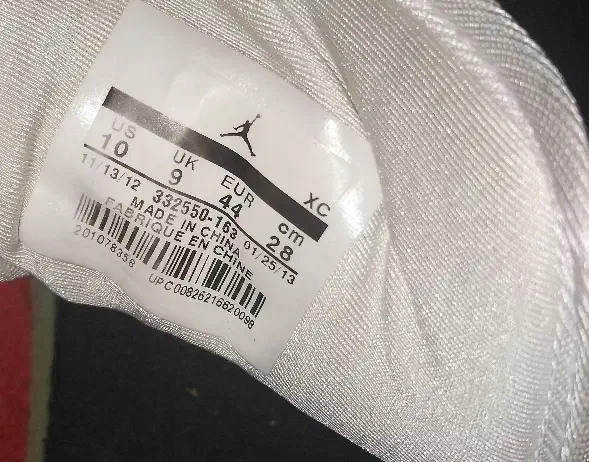 XC
US UK EUR cm
10 9 44 28
11/13/12 332550-163 01/25/13
MADE IN CHINA
FABRIQUE EN CHINE
201078356
UPC00826216620098